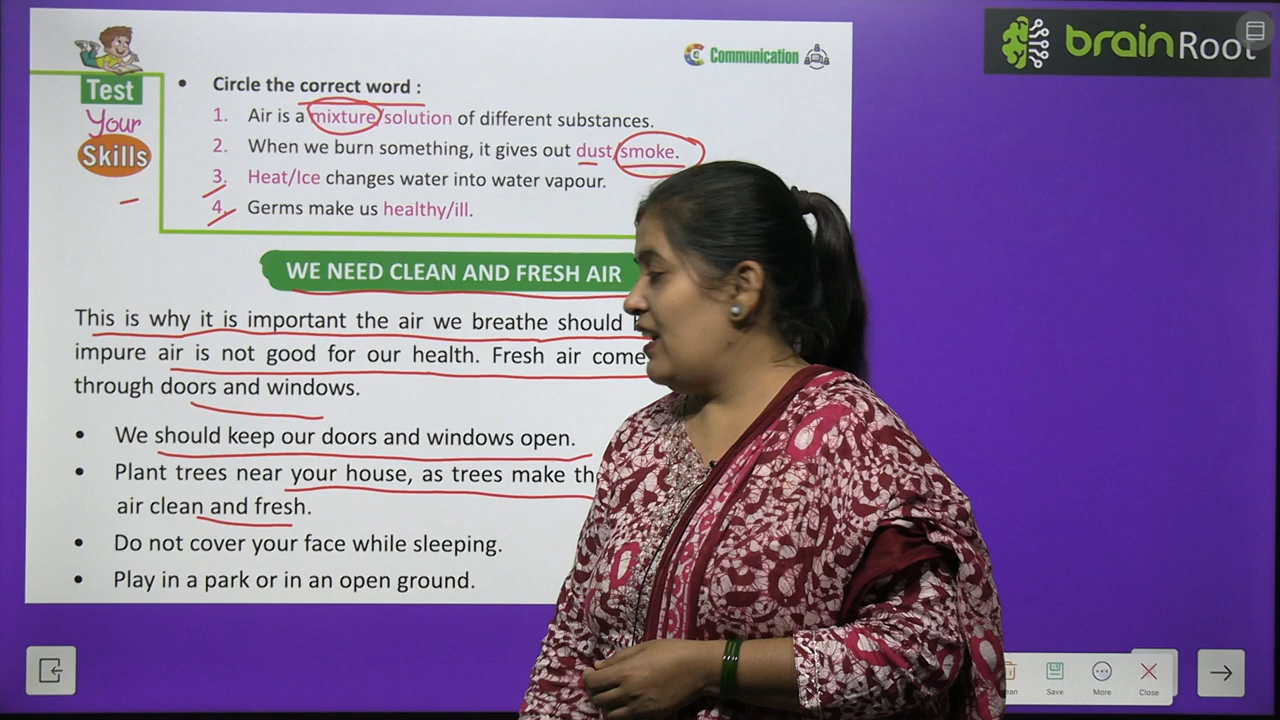 brainRoot
Communication
Test
Your
Skills
• Circle the correct word :
1. Air is a mixture/solution of different substances.
2. When we burn something, it gives out dust/smoke.
3. Heat/Ice changes water into water vapour.
4. Germs make us healthy/ill.
WE NEED CLEAN AND FRESH AIR
This is why it is important the air we breathe should
impure air is not good for our health. Fresh air come
through doors and windows.
• We should keep our doors and windows open.
• Plant trees near your house, as trees make th
air clean and fresh.
• Do not cover your face while sleeping.
• Play in a park or in an open ground.
Save More Close